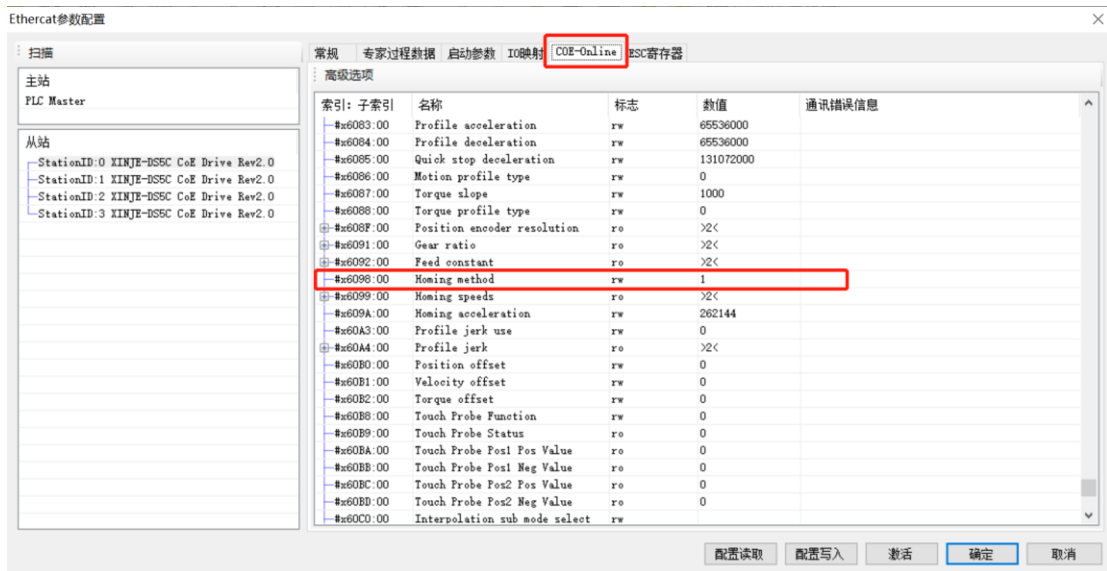 Ethercat参数配置
扫描
主站
PLC Master
从站
StationID:0 XINJE-DS5C CoE Drive Rev2.0
StationID:1 XINJE-DS5C CoE Drive Rev2.0
StationID:2 XINJE-DS5C CoE Drive Rev2.0
StationID:3 XINJE-DS5C CoE Drive Rev2.0
常规 专家过程数据 启动参数 IO映射 COE-Online ESC寄存器
高级选项
索引: 子索引 名称 标志 数值 通讯错误信息
#x6083:00 Profile acceleration rw 65536000
#x6084:00 Profile deceleration rw 65536000
#x6085:00 Quick stop deceleration rw 131072000
#x6086:00 Motion profile type rw 0
#x6087:00 Torque slope rw 1000
#x6088:00 Torque profile type rw 0
#x608F:00 Position encoder resolution ro >2<
#x6091:00 Gear ratio ro >2<
#x6092:00 Feed constant ro >2<
#x6098:00 Homing method rw 1
#x6099:00 Homing speeds ro >2<
#x609A:00 Homing acceleration rw 262144
#x60A3:00 Profile jerk use rw 0
#x60A4:00 Profile jerk ro >2<
#x60B0:00 Position offset rw 0
#x60B1:00 Velocity offset rw 0
#x60B2:00 Torque offset rw 0
#x60B8:00 Touch Probe Function rw 0
#x60B9:00 Touch Probe Status ro 0
#x60BA:00 Touch Probe Pos1 Pos Value ro 0
#x60BB:00 Touch Probe Pos1 Neg Value ro 0
#x60BC:00 Touch Probe Pos2 Pos Value ro 0
#x60BD:00 Touch Probe Pos2 Neg Value ro 0
#x60C0:00 Interpolation sub mode select rw
配置读取 配置写入 激活 确定 取消